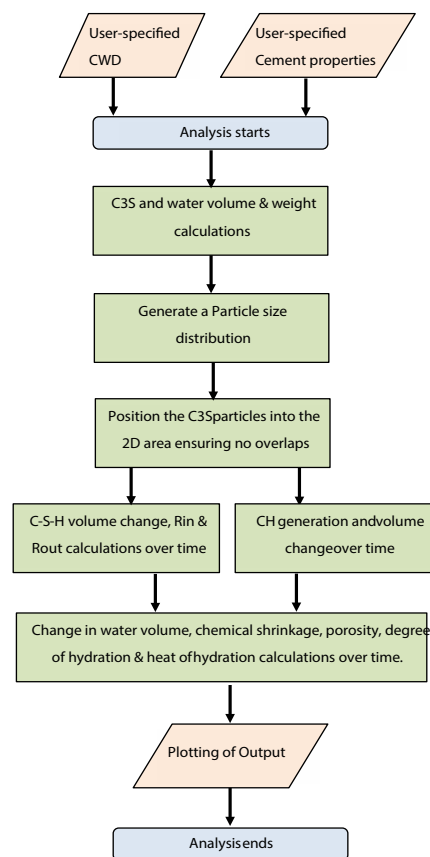 User-specified
CWD
User-specified
Cement properties
Analysis starts
C3S and water volume & weight
calculations
Generate a Particle size
distribution
Position the C3Sparticles into the
2D area ensuring no overlaps
C-S-H volume change, Rin &
Rout calculations over time
CH generation andvolume
changeover time
Change in water volume, chemical shrinkage, porosity, degree
of hydration & heat ofhydration calculations over time.
Plotting of Output
Analysisends